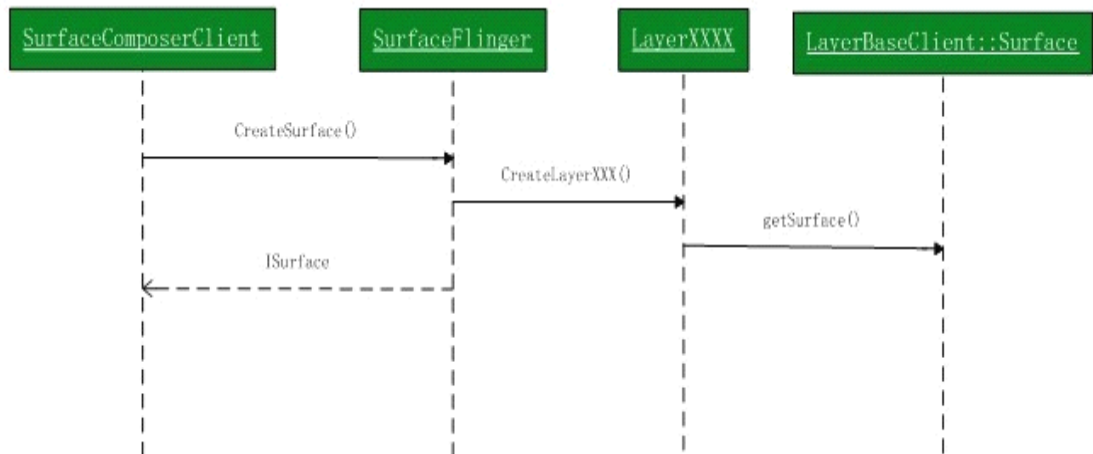 SurfaceComposerClient
SurfaceFlinger
LayerXXXX
LayerBaseClient::Surface
CreateSurface()
CreateLayerXXX()
getSurface()
ISurface